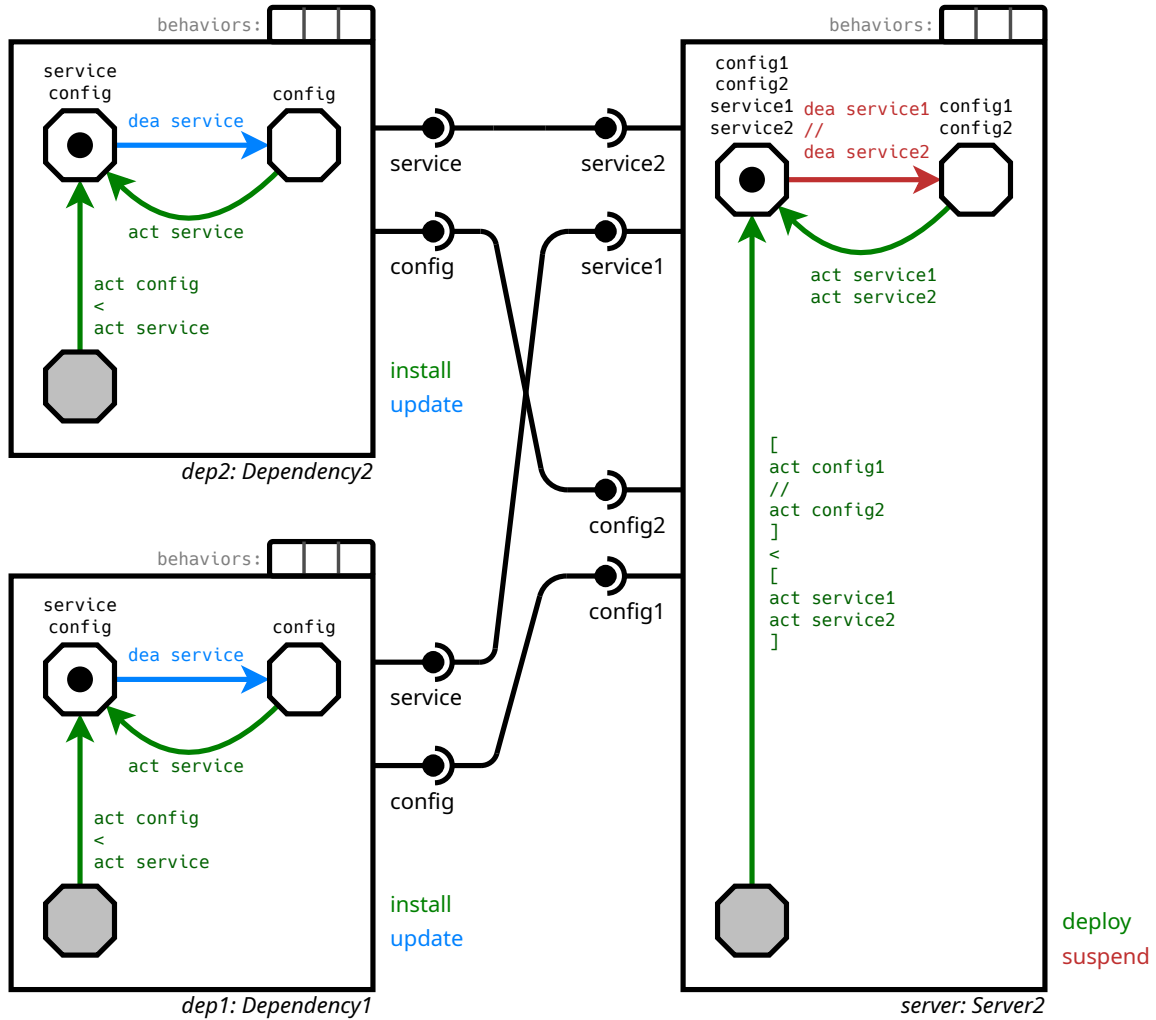 behaviors:
service
config
config
dea service
act service
act config
<
act service
install
update
dep2: Dependency2
service
config
behaviors:
service
config
config
dea service
act service
act config
<
act service
install
update
dep1: Dependency1
service
config
service2
service1
config2
config1
behaviors:
config1
config2
service1
service2
dea service1
//
dea service2
config1
config2
act service1
act service2
[
act config1
//
act config2
]
<
[
act service1
act service2
]
deploy
suspend
server: Server2